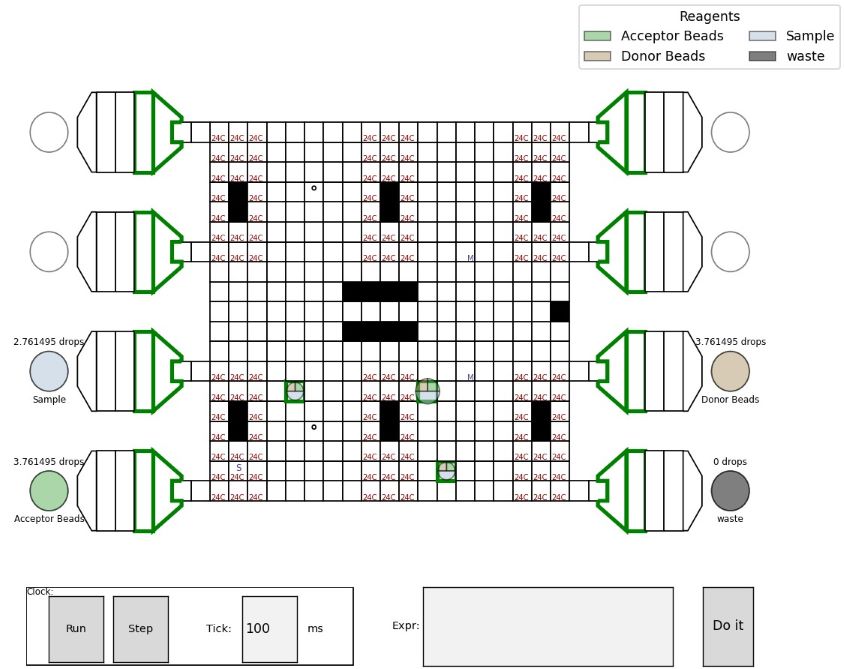 Reagents
Acceptor Beads
Sample
Donor Beads
waste
24C 24C 24C 24C 24C 24C 24C 24C 24C
24C 24C 24C 24C 24C 24C 24C 24C 24C
24C 24C 24C 24C 24C 24C 24C 24C 24C
24C 24C 24C 24C 24C 24C
24C 24C 24C 24C 24C 24C
24C 24C 24C 24C 24C 24C 24C 24C 24C
24C 24C 24C 24C 24C 24C M 24C 24C 24C
2.761495 drops
Sample
3.761495 drops
Donor Beads
24C 24C 24C 24C 24C 24C M 24C 24C 24C
24C 24C 24C 24C 24C 24C 24C 24C 24C
24C 24C 24C 24C 24C 24C
24C 24C 24C 24C 24C 24C
24C 24C 24C 24C 24C 24C 24C 24C 24C
S
24C 24C 24C 24C 24C 24C 24C 24C 24C
24C 24C 24C 24C 24C 24C 24C 24C 24C
3.761495 drops
Acceptor Beads
0 drops
waste
Clock:
Run
Step
Tick: 100 ms
Expr:
Do it